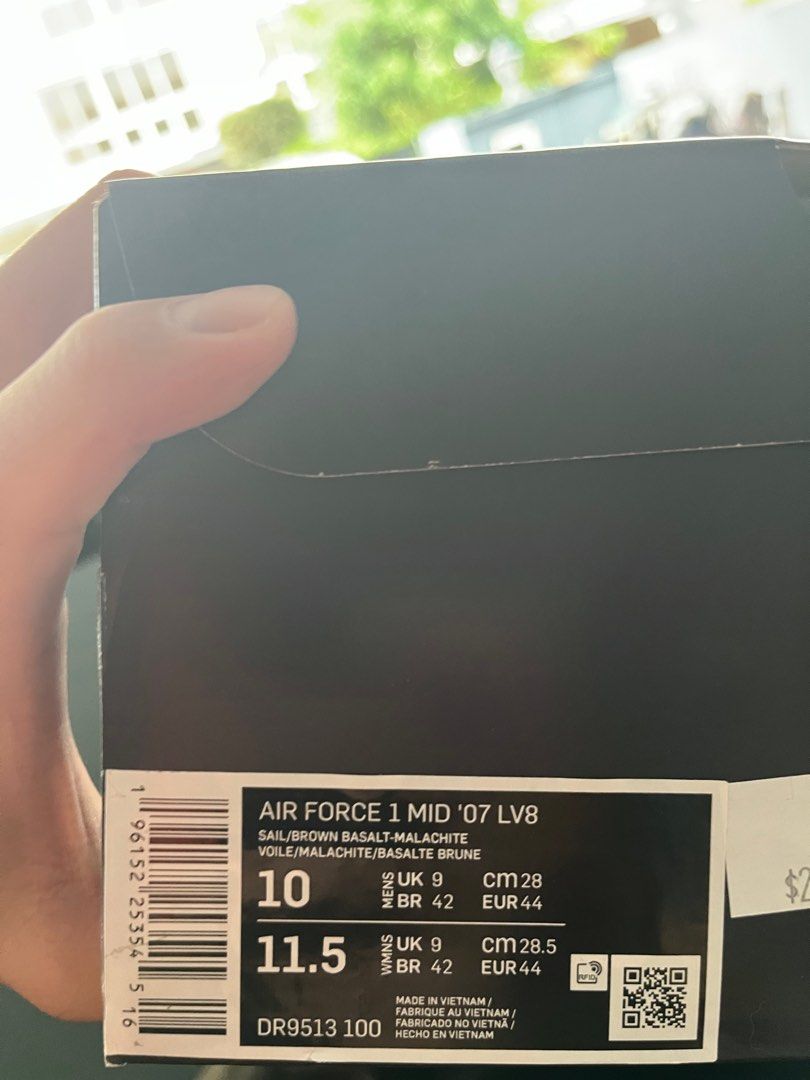 AIR FORCE 1 MID '07 LV8
SAIL/BROWN BASALT-MALACHITE
VOILE/MALACHITE/BASALTE BRUNE
10 MENS UK 9 cm 28
BR 42 EUR 44
11.5 WMNS UK 9 cm 28.5
BR 42 EUR 44
RFID
DR9513 100
MADE IN VIETNAM /
FABRIQUE AU VIETNAM /
FABRICADO NO VIETNÃ /
HECHO EN VIETNAM
1 96152 25354 5 16